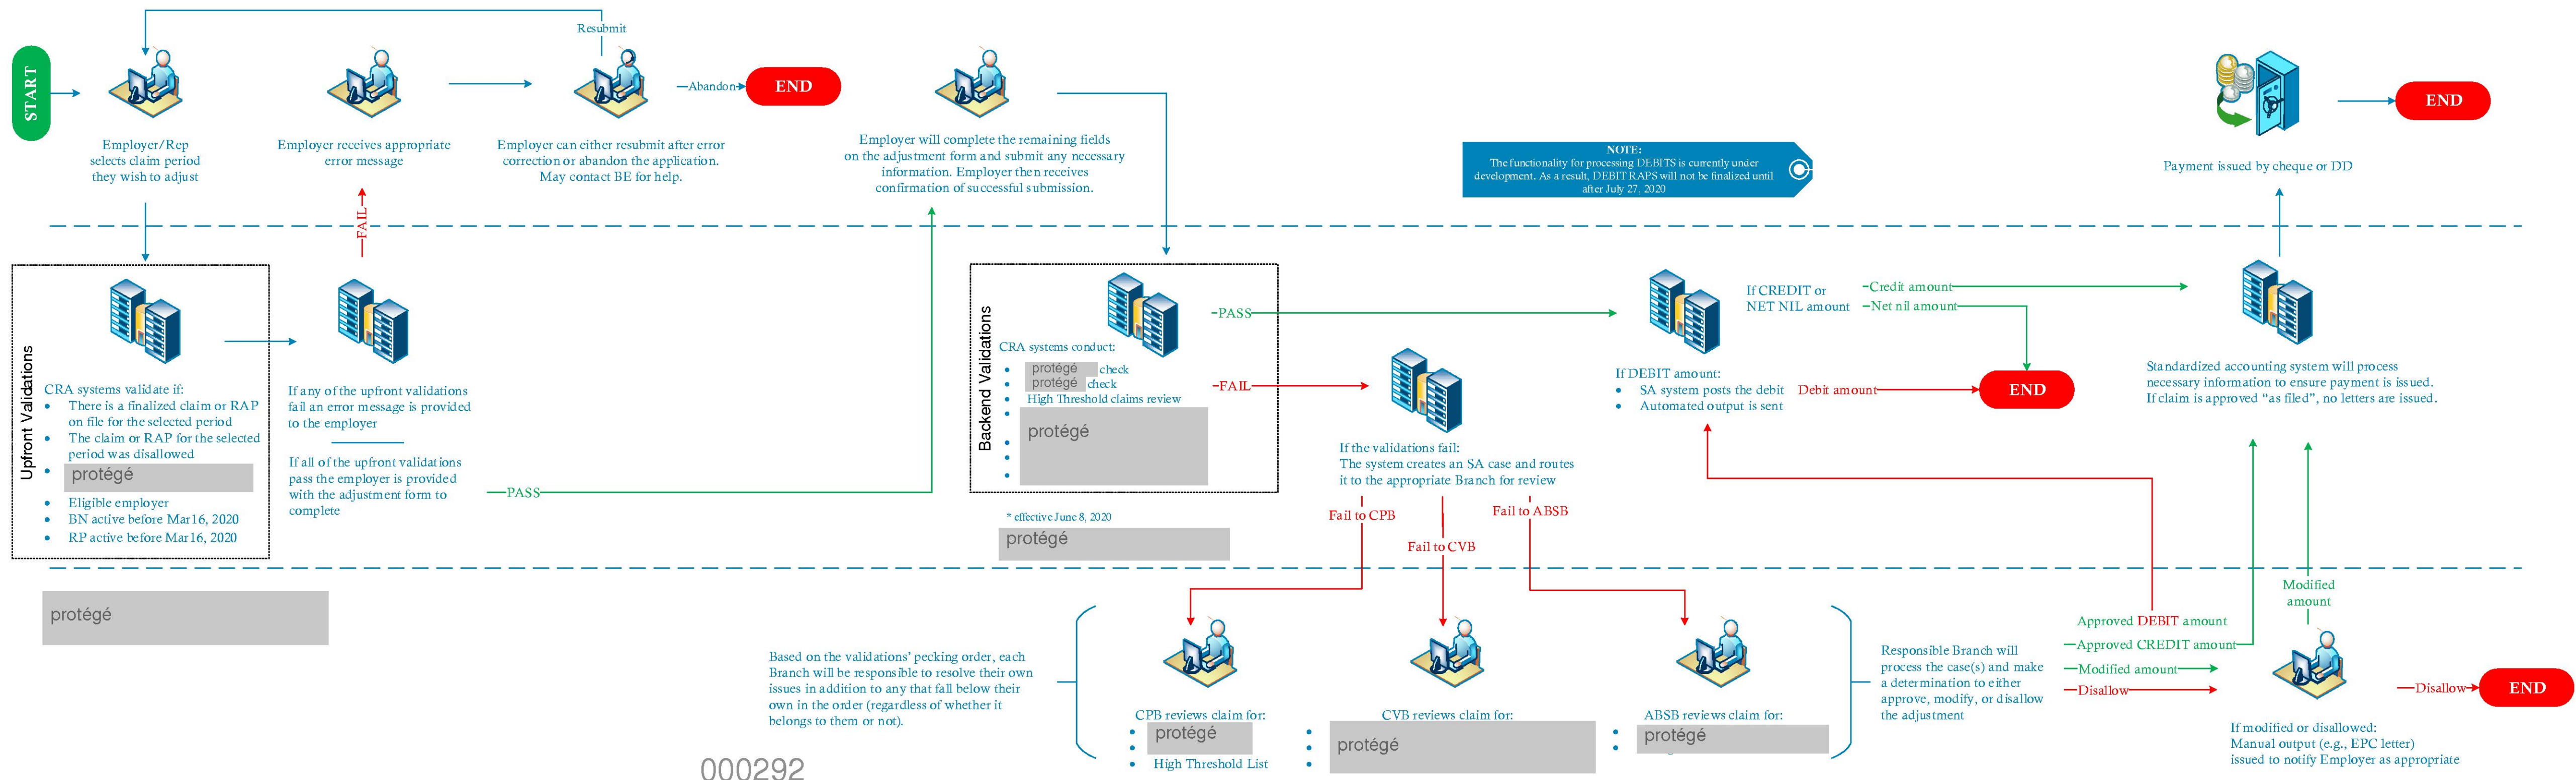 START
Resubmit
Employer/Rep
selects claim period
they wish to adjust
Employer receives appropriate
error message
Employer can either resubmit after error
correction or abandon the application.
May contact BE for help.
Abandon
END
Employer will complete the remaining fields
on the adjustment form and submit any necessary
information. Employer then receives
confirmation of successful submission.
NOTE:
The functionality for processing DEBITS is currently under
development. As a result, DEBIT RAPS will not be finalized until
after July 27, 2020
Payment issued by cheque or DD
END
FAIL
Upfront Validations
CRA systems validate if:
• There is a finalized claim or RAP
on file for the selected period
• The claim or RAP for the selected
period was disallowed
• protégé
• Eligible employer
• BN active before Mar 16, 2020
• RP active before Mar 16, 2020
If any of the upfront validations
fail an error message is provided
to the employer
If all of the upfront validations
pass the employer is provided
with the adjustment form to
complete
PASS
Backend Validations
CRA systems conduct:
• protégé check
• protégé check
• High Threshold claims review
• protégé
•
•
•
* effective June 8, 2020
protégé
PASS
FAIL
If the validations fail:
The system creates an SA case and routes
it to the appropriate Branch for review
Fail to CPB
Fail to CVB
Fail to ABSB
If CREDIT or
NET NIL amount
Credit amount
Net nil amount
If DEBIT amount:
• SA system posts the debit
• Automated output is sent
Debit amount
END
Standardized accounting system will process
necessary information to ensure payment is issued.
If claim is approved “as filed”, no letters are issued.
protégé
Based on the validations’ pecking order, each
Branch will be responsible to resolve their own
issues in addition to any that fall below their
own in the order (regardless of whether it
belongs to them or not).
CPB reviews claim for:
• protégé
•
• High Threshold List
CVB reviews claim for:
• protégé
•
•
ABSB reviews claim for:
• protégé
•
Responsible Branch will
process the case(s) and make
a determination to either
approve, modify, or disallow
the adjustment
Approved DEBIT amount
Approved CREDIT amount
Modified amount
Disallow
Modified
amount
Disallow
END
If modified or disallowed:
Manual output (e.g., EPC letter)
issued to notify Employer as appropriate
000292